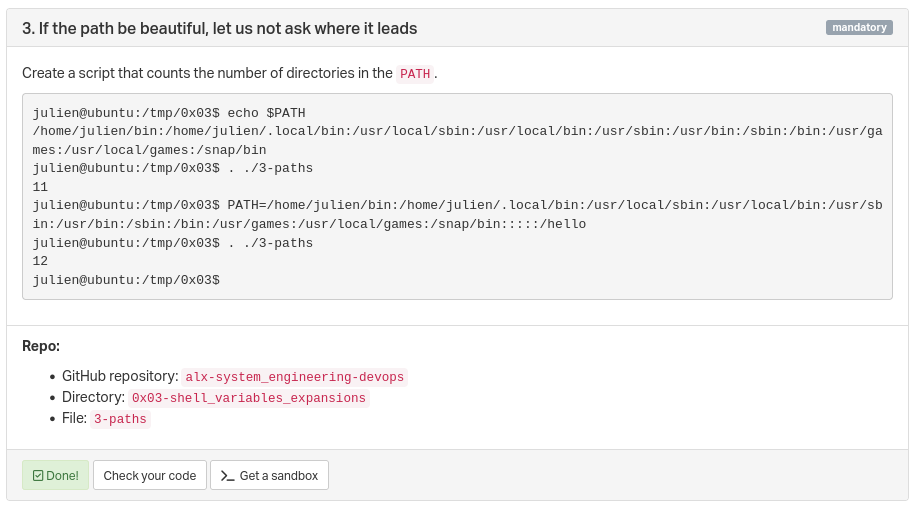 3. If the path be beautiful, let us not ask where it leads
mandatory
Create a script that counts the number of directories in the PATH.
julien@ubuntu:/tmp/0x03$ echo $PATH
/home/julien/bin:/home/julien/.local/bin:/usr/local/sbin:/usr/local/bin:/usr/sbin:/usr/bin:/sbin:/bin:/usr/ga
mes:/usr/local/games:/snap/bin
julien@ubuntu:/tmp/0x03$ . ./3-paths
11
julien@ubuntu:/tmp/0x03$ PATH=/home/julien/bin:/home/julien/.local/bin:/usr/local/sbin:/usr/local/bin:/usr/sb
in:/usr/bin:/sbin:/bin:/usr/games:/usr/local/games:/snap/bin:::::/hello
julien@ubuntu:/tmp/0x03$ . ./3-paths
12
julien@ubuntu:/tmp/0x03$
Repo:
• GitHub repository: alx-system_engineering-devops
• Directory: 0x03-shell_variables_expansions
• File: 3-paths
Done!
Check your code
>_ Get a sandbox